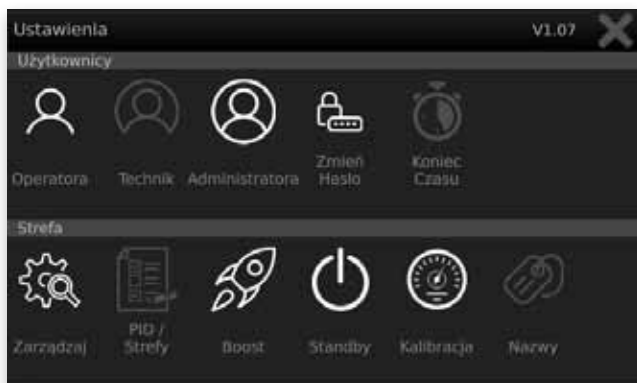 Ustawienia V1.07
Użytkownicy
Operatora Technik Administratora Zmień Hasło Koniec Czasu
Strefa
Zarządzaj PID / Strefy Boost Standby Kalibracja Nazwy